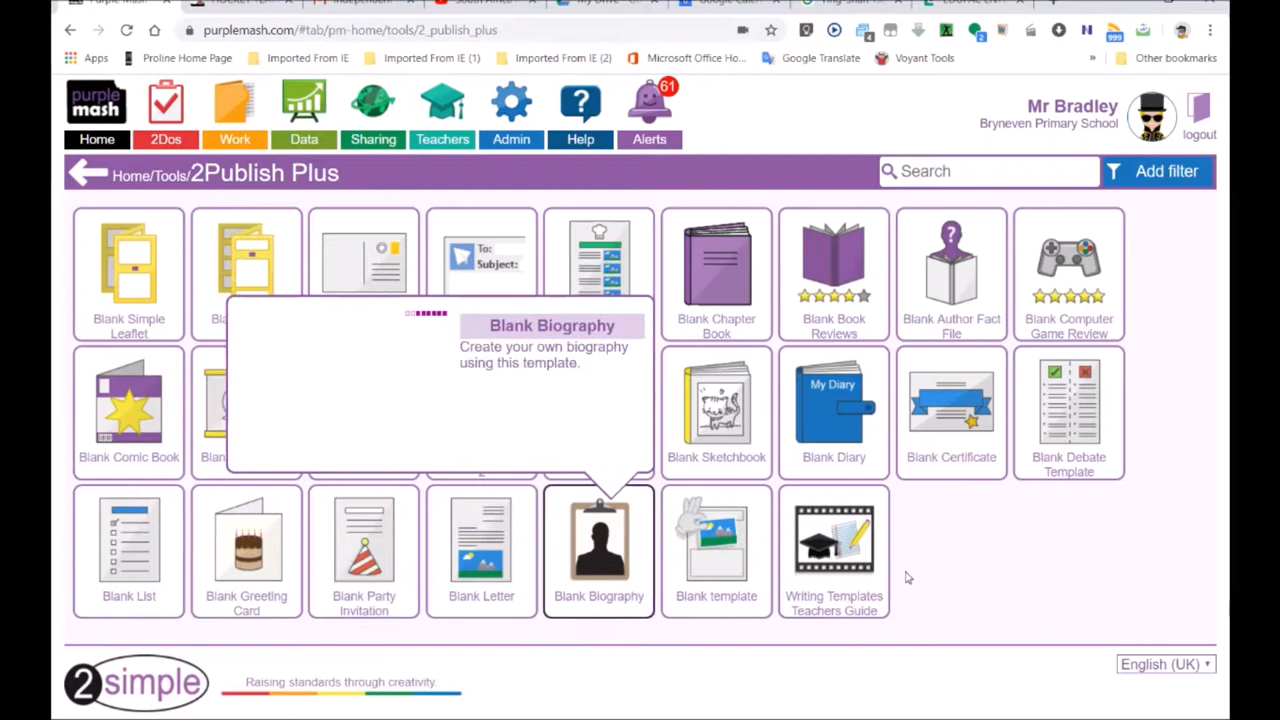 purplemash.com/#tab/pm-home/tools/2_publish_plus
4
2
999
Apps
Proline Home Page
Imported From IE
Imported From IE (1)
Imported From IE (2)
Microsoft Office Ho...
Google Translate
Voyant Tools
»
Other bookmarks
purple
mash
61
Mr Bradley
Bryneven Primary School
logout
Home
2Dos
Work
Data
Sharing
Teachers
Admin
Help
Alerts
Home/Tools/2Publish Plus
Search
Add filter
To:
Subject:
Blank Simple
Leaflet
Blank Chapter
Book
Blank Book
Reviews
Blank Author Fact
File
Blank Computer
Game Review
Blank Biography
Create your own biography
using this template.
My Diary
Blank Comic Book
Blank Sketchbook
Blank Diary
Blank Certificate
Blank Debate
Template
Blank List
Blank Greeting
Card
Blank Party
Invitation
Blank Letter
Blank Biography
Blank template
Writing Templates
Teachers Guide
English (UK)
2simple
Raising standards through creativity.